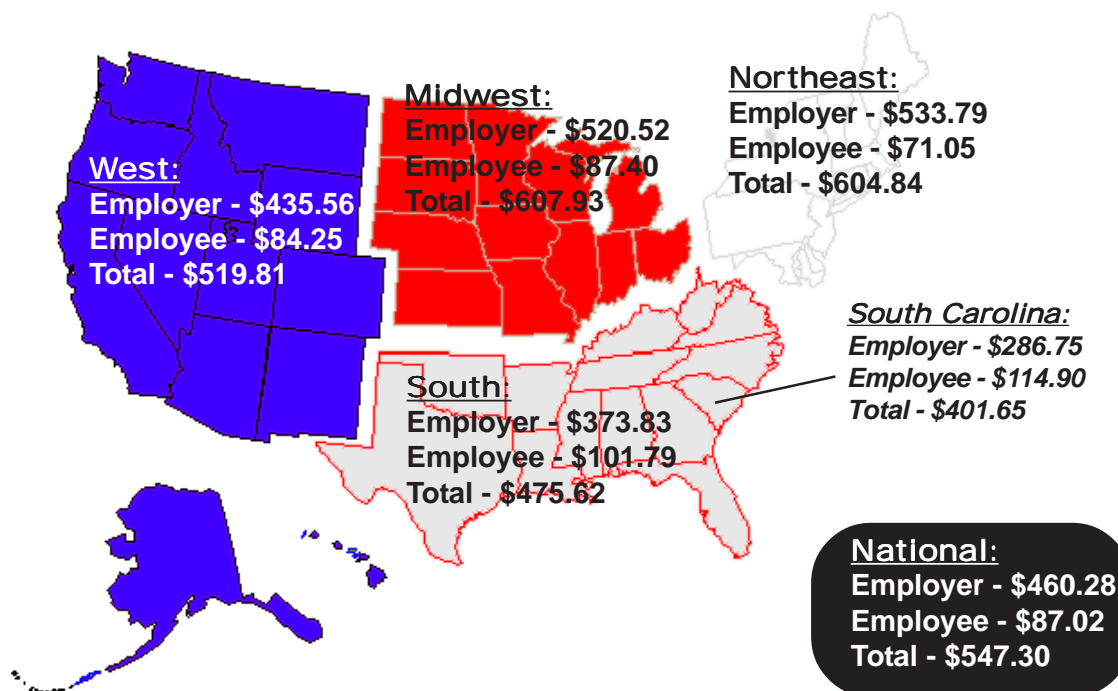 West:
Employer - $435.56
Employee - $84.25
Total - $519.81
Midwest:
Employer - $520.52
Employee - $87.40
Total - $607.93
Northeast:
Employer - $533.79
Employee - $71.05
Total - $604.84
South:
Employer - $373.83
Employee - $101.79
Total - $475.62
South Carolina:
Employer - $286.75
Employee - $114.90
Total - $401.65
National:
Employer - $460.28
Employee - $87.02
Total - $547.30